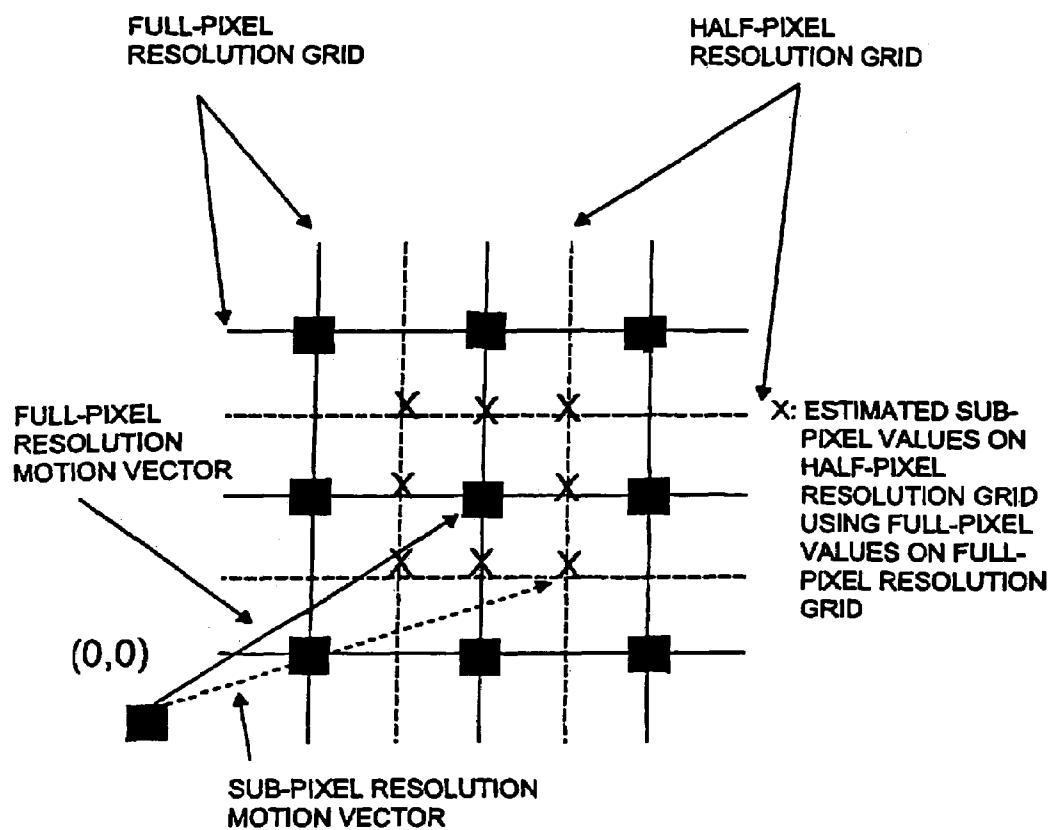 FULL-PIXEL
RESOLUTION GRID
HALF-PIXEL
RESOLUTION GRID
FULL-PIXEL
RESOLUTION
MOTION VECTOR
X: ESTIMATED SUB-
PIXEL VALUES ON
HALF-PIXEL
RESOLUTION GRID
USING FULL-PIXEL
VALUES ON FULL-
PIXEL RESOLUTION
GRID
X X X
X X
X X X
(0,0)
SUB-PIXEL RESOLUTION
MOTION VECTOR